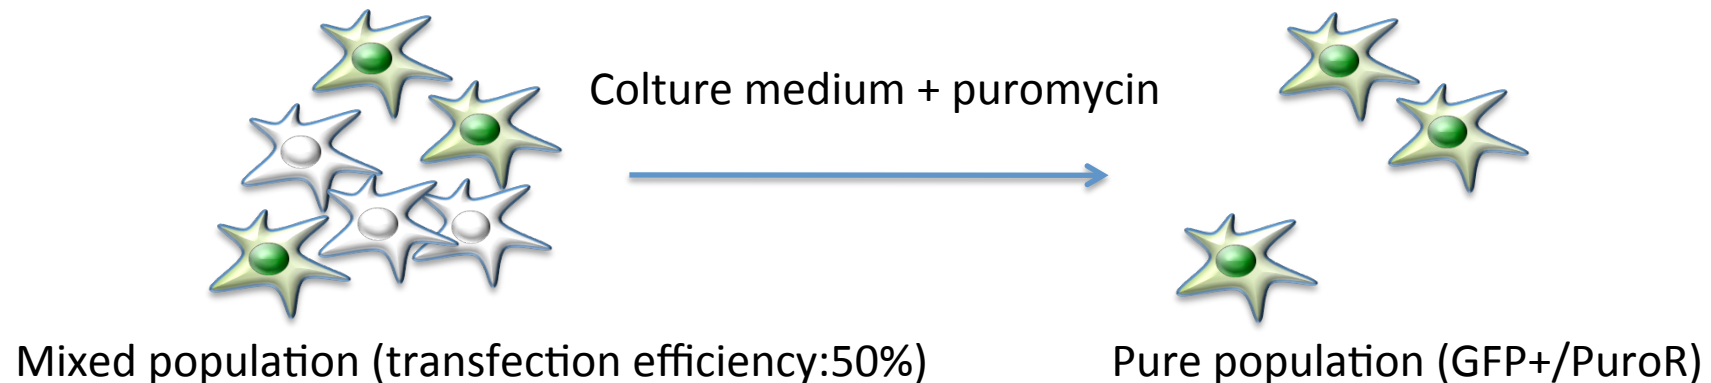 Colture medium + puromycin
Mixed population (transfection efficiency:50%)
Pure population (GFP+/PuroR)